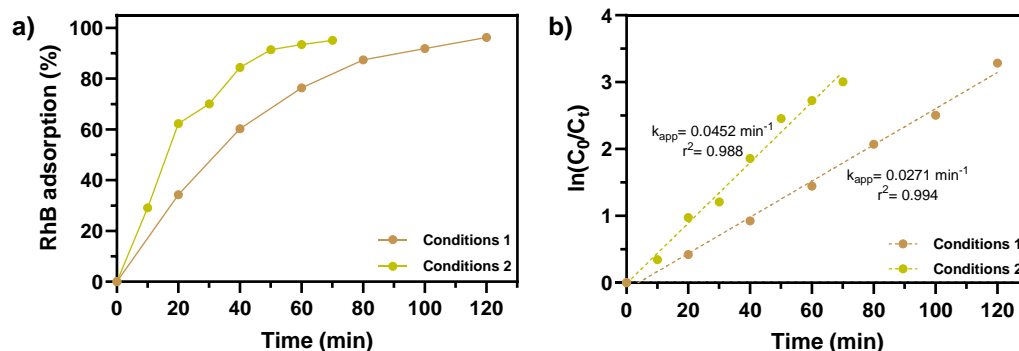 a)
RhB adsorption (%)
100
80
60
40
20
0
0 20 40 60 80 100 120
Time (min)
Conditions 1
Conditions 2
b)
ln(C₀/Cₜ)
4
3
2
1
0
0 20 40 60 80 100 120
Time (min)
k_app= 0.0452 min⁻¹
r²= 0.988
k_app= 0.0271 min⁻¹
r²= 0.994
Conditions 1
Conditions 2